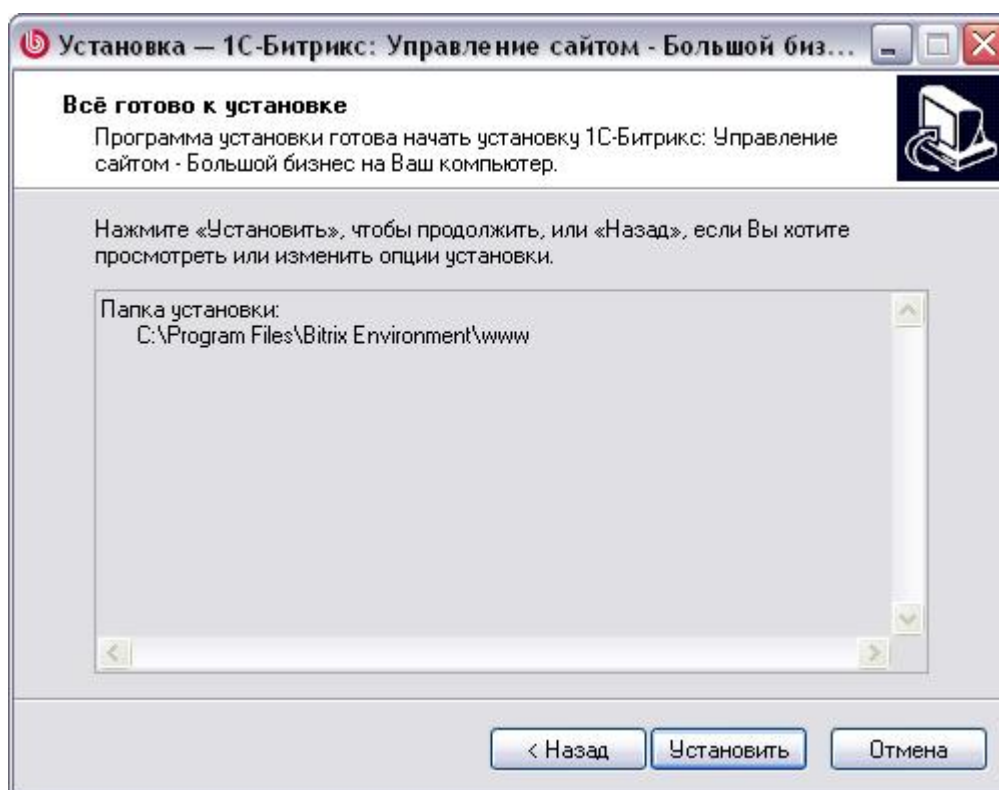 Установка — 1С-Битрикс: Управление сайтом - Большой биз...
Всё готово к установке
Программа установки готова начать установку 1С-Битрикс: Управление
сайтом - Большой бизнес на Ваш компьютер.
Нажмите «Установить», чтобы продолжить, или «Назад», если Вы хотите
просмотреть или изменить опции установки.
Папка установки:
C:\Program Files\Bitrix Environment\www
< Назад
Установить
Отмена